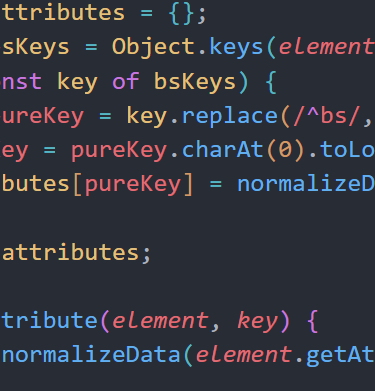 ttributes = {};
sKeys = Object.keys(element
nst key of bsKeys) {
ureKey = key.replace(/^bs/,
ey = pureKey.charAt(0).toLo
butes[pureKey] = normalizeD
attributes;
tribute(element, key) {
normalizeData(element.getAt